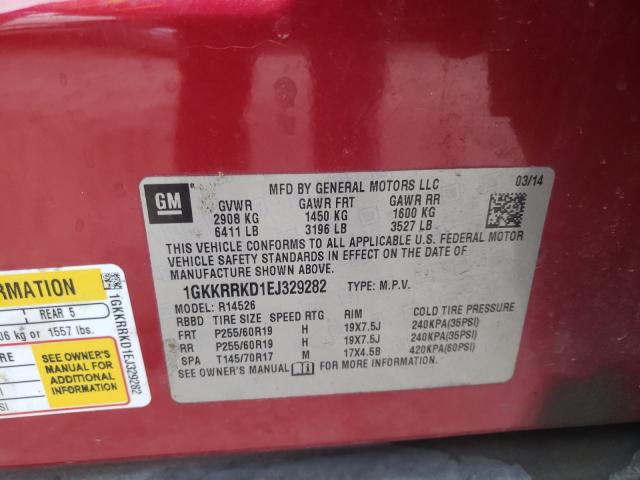 GM
MFD BY GENERAL MOTORS LLC
03/14
GVWR GAWR FRT GAWR RR
2908 KG 1450 KG 1600 KG
6411 LB 3196 LB 3527 LB
THIS VEHICLE CONFORMS TO ALL APPLICABLE U.S. FEDERAL MOTOR
VEHICLE SAFETY STANDARDS IN EFFECT ON THE DATE OF
MANUFACTURE SHOWN ABOVE.
1GKKRRKD1EJ329282 TYPE: M.P.V.
MODEL: R14526
RBBD TIRE SIZE SPEED RTG RIM COLD TIRE PRESSURE
FRT P255/60R19 H 19X7.5J 240KPA(35PSI)
RR P255/60R19 H 19X7.5J 240KPA(35PSI)
SPA T145/70R17 M 17X4.5B 420KPA(60PSI)
SEE OWNER'S MANUAL FOR MORE INFORMATION.
RMATION
REAR 5
06 kg or 1557 lbs.
RE
SEE OWNER'S
MANUAL FOR
ADDITIONAL
INFORMATION
SI
1GKKRRKD1EJ329282